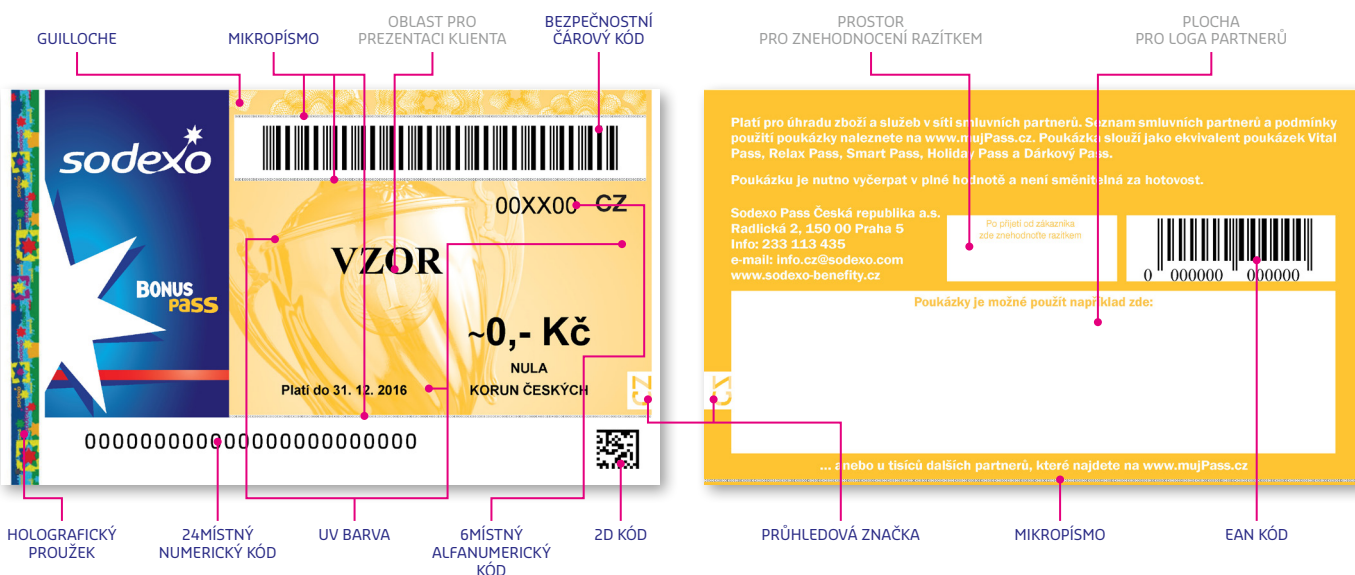 GUILLOCHE
MIKROPÍSMO
OBLAST PRO
PREZENTACI KLIENTA
BEZPEČNOSTNÍ
ČÁROVÝ KÓD
PROSTOR
PRO ZNEHODNOCENÍ RAZÍTKEM
PLOCHA
PRO LOGA PARTNERŮ
sodexo
BONUS
PASS
00XX00 CZ
VZOR
~0,- Kč
NULA
KORUN ČESKÝCH
Platí do 31. 12. 2016
CZ
000000000000000000000000
Platí pro úhradu zboží a služeb v síti smluvních partnerů. Seznam smluvních partnerů a podmínky
použití poukázky naleznete na www.mujPass.cz. Poukázka slouží jako ekvivalent poukázek Vital
Pass, Relax Pass, Smart Pass, Holiday Pass a Dárkový Pass.
Poukázku je nutno vyčerpat v plné hodnotě a není směnitelná za hotovost.
Sodexo Pass Česká republika a.s.
Radlická 2, 150 00 Praha 5
Info: 233 113 435
e-mail: info.cz@sodexo.com
www.sodexo-benefity.cz
Po přijetí od zákazníka
zde znehodnoťte razítkem
0 000000 000000
Poukázky je možné použít například zde:
CZ
... anebo u tisíců dalších partnerů, které najdete na www.mujPass.cz
HOLOGRAFICKÝ
PROUŽEK
24MÍSTNÝ
NUMERICKÝ KÓD
UV BARVA
6MÍSTNÝ
ALFANUMERICKÝ
KÓD
2D KÓD
PRŮHLEDOVÁ ZNAČKA
MIKROPÍSMO
EAN KÓD